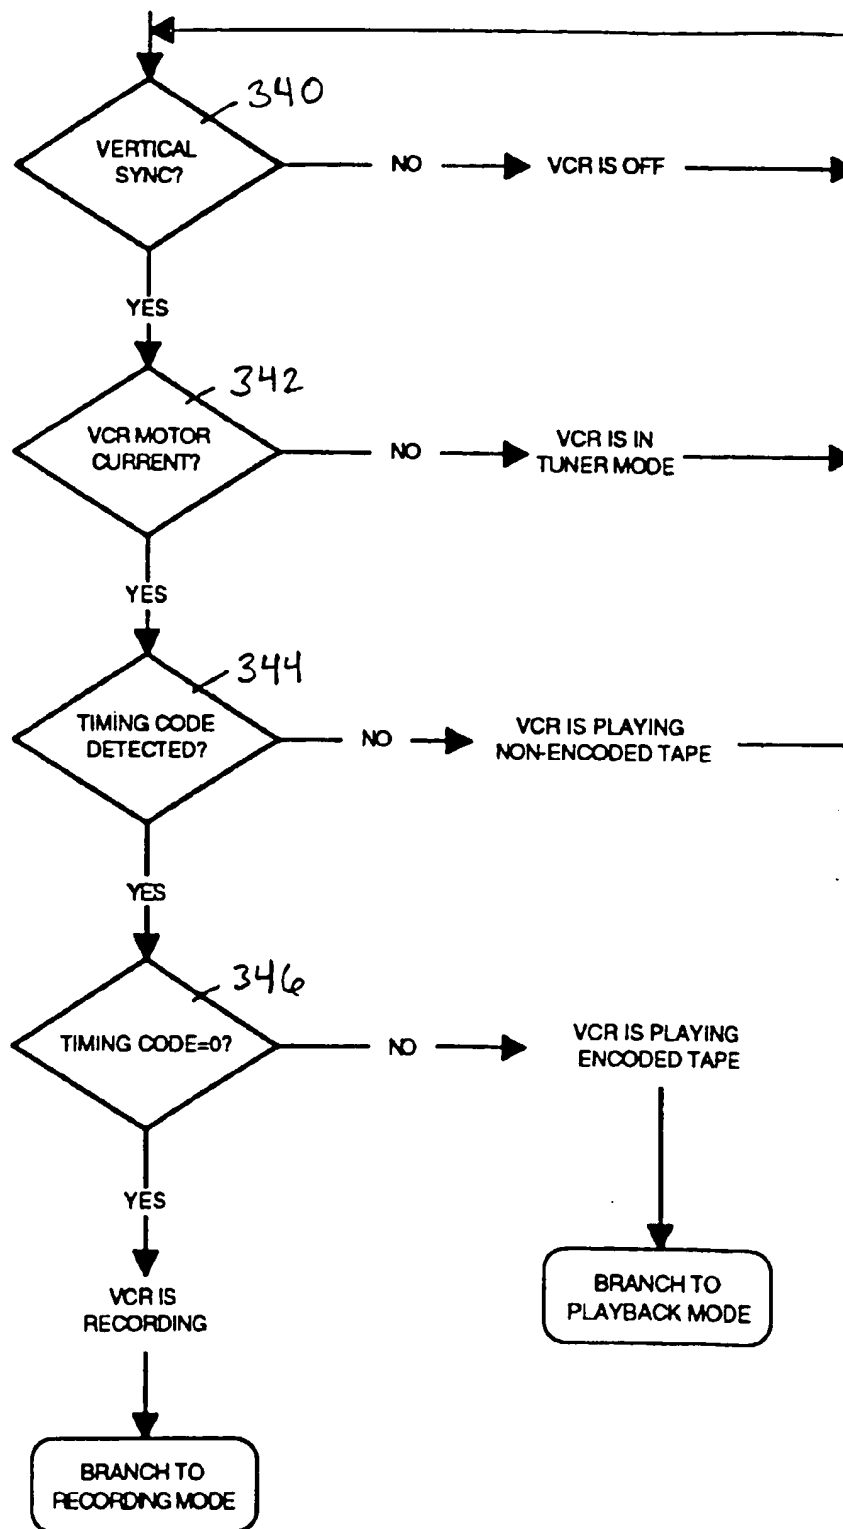 340
VERTICAL
SYNC?
NO
VCR IS OFF
YES
342
VCR MOTOR
CURRENT?
NO
VCR IS IN
TUNER MODE
YES
344
TIMING CODE
DETECTED?
NO
VCR IS PLAYING
NON-ENCODED TAPE
YES
346
TIMING CODE=0?
NO
VCR IS PLAYING
ENCODED TAPE
YES
VCR IS
RECORDING
BRANCH TO
PLAYBACK MODE
BRANCH TO
RECORDING MODE